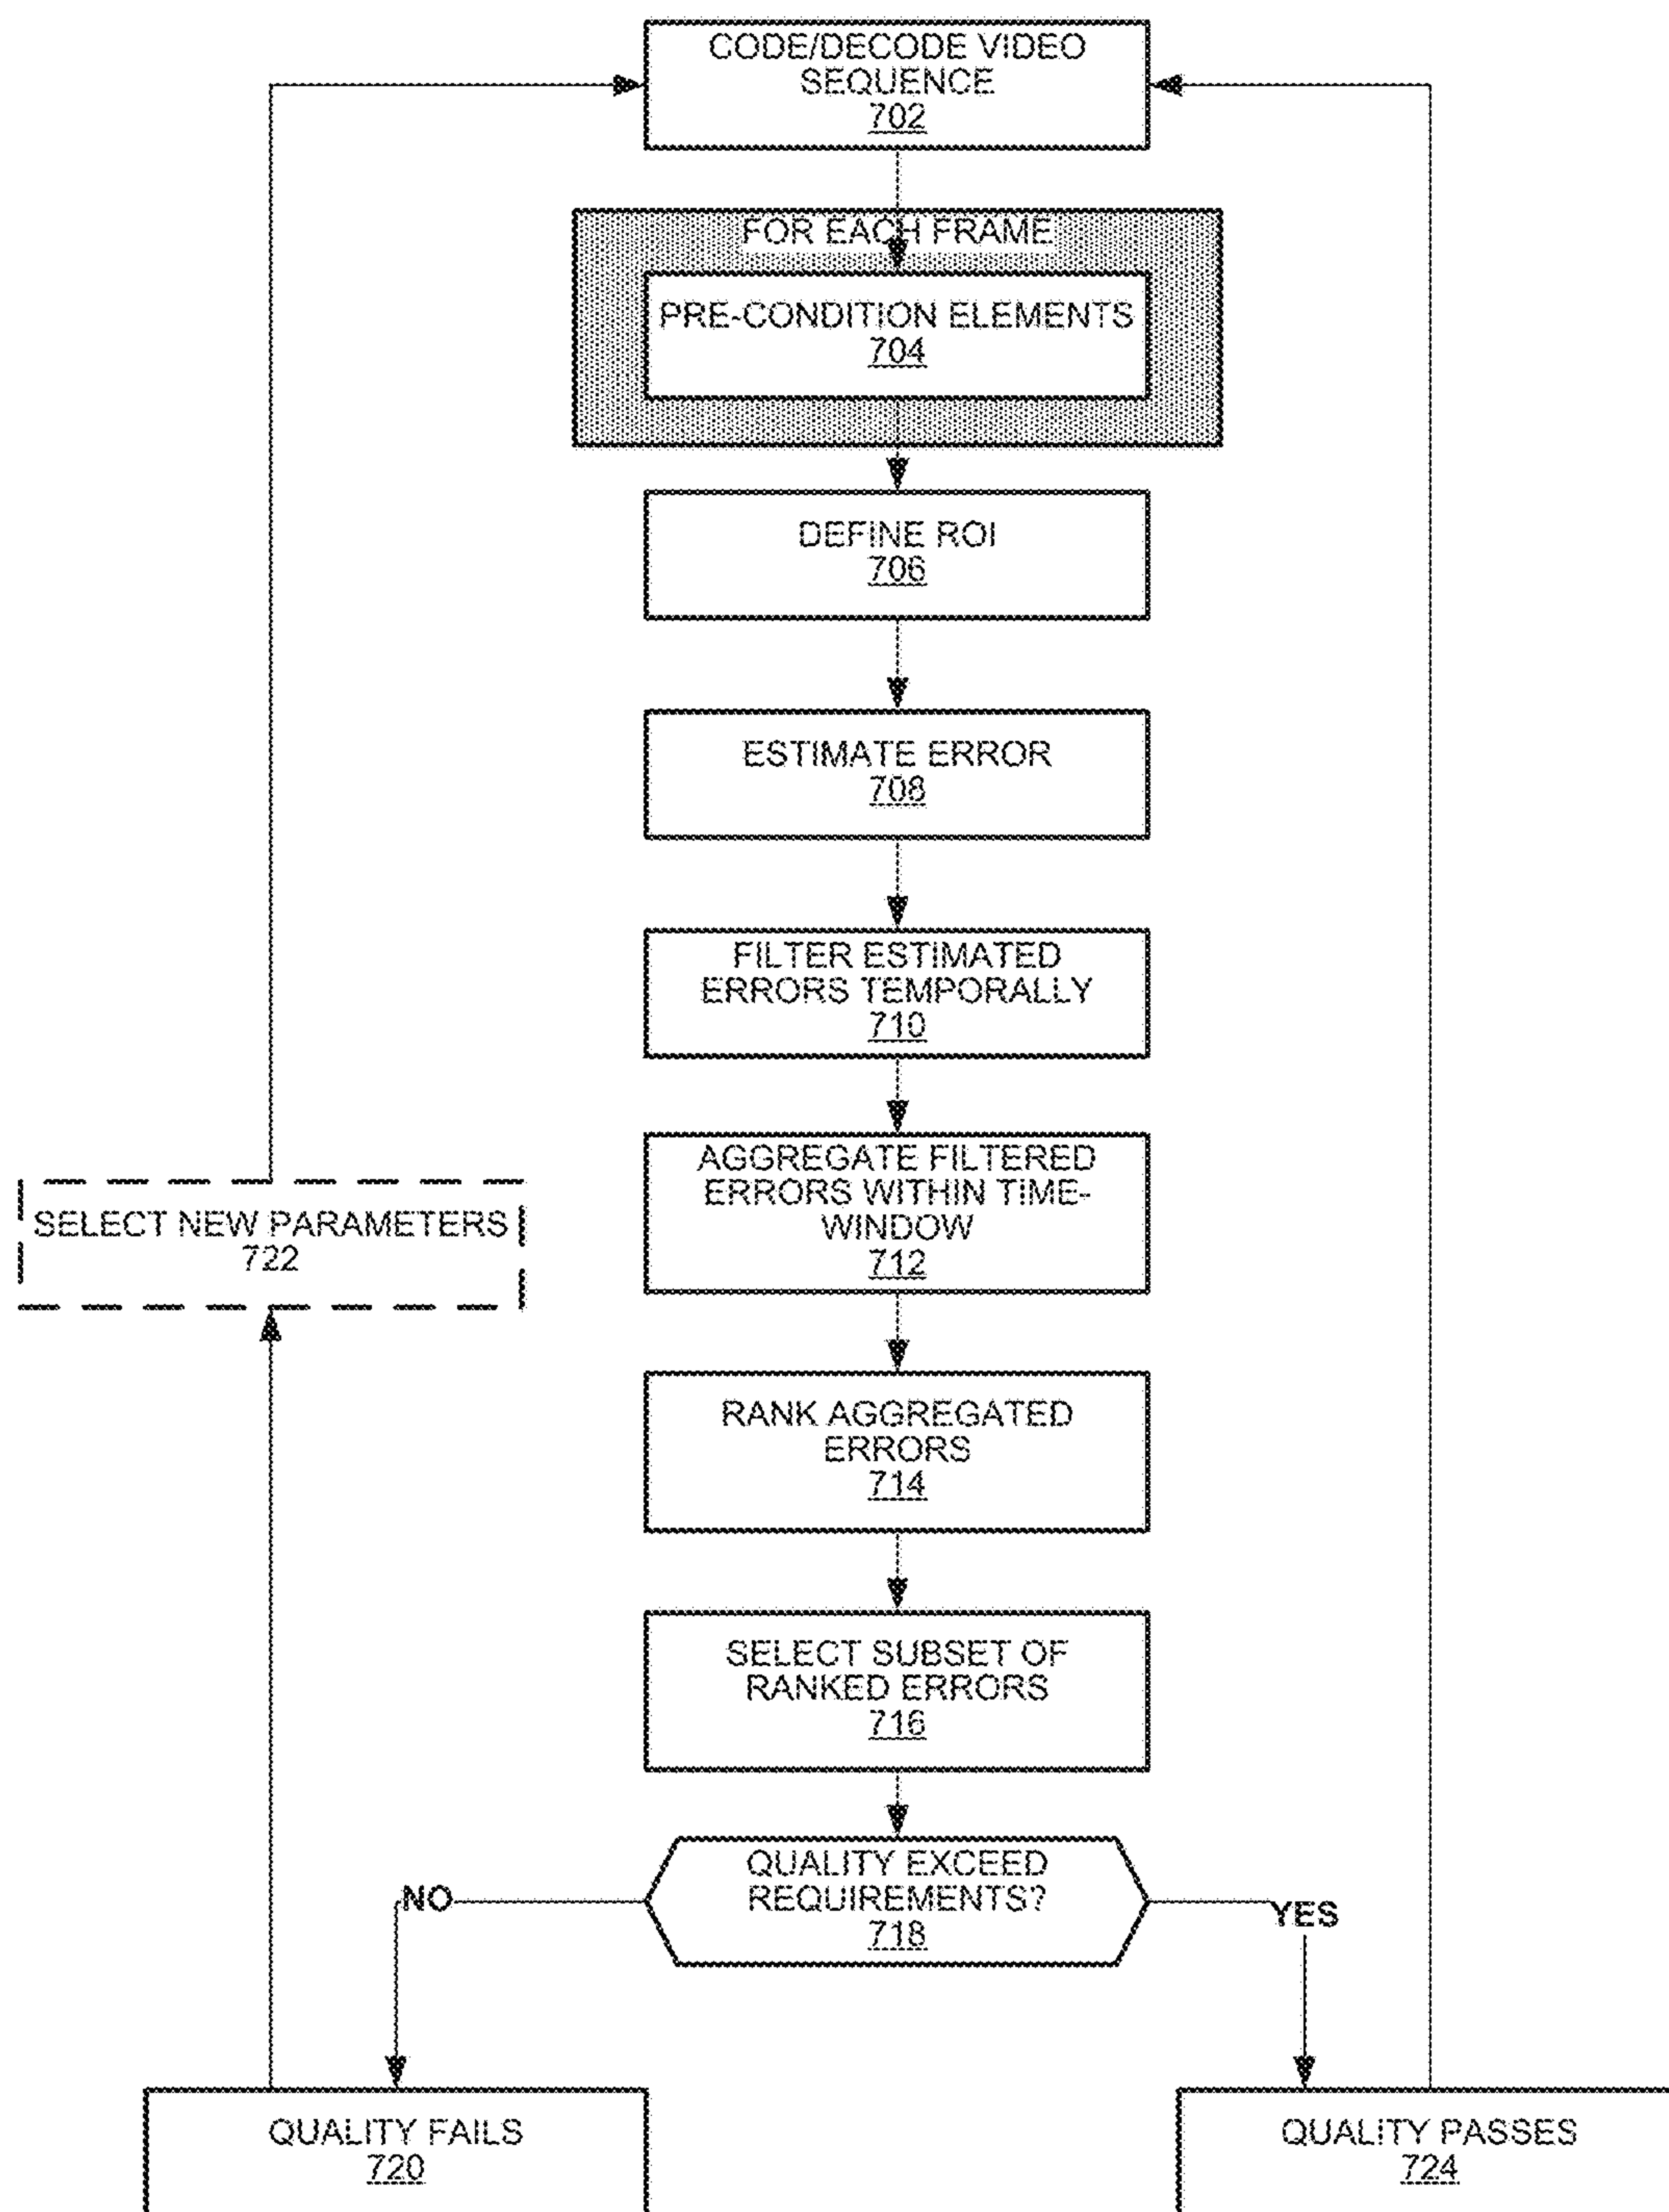 CODE/DECODE VIDEO
SEQUENCE
702
FOR EACH FRAME
PRE-CONDITION ELEMENTS
704
DEFINE ROI
706
ESTIMATE ERROR
708
FILTER ESTIMATED
ERRORS TEMPORALLY
710
AGGREGATE FILTERED
ERRORS WITHIN TIME-
WINDOW
712
SELECT NEW PARAMETERS
722
RANK AGGREGATED
ERRORS
714
SELECT SUBSET OF
RANKED ERRORS
716
QUALITY EXCEED
REQUIREMENTS?
718
NO
YES
QUALITY FAILS
720
QUALITY PASSES
724